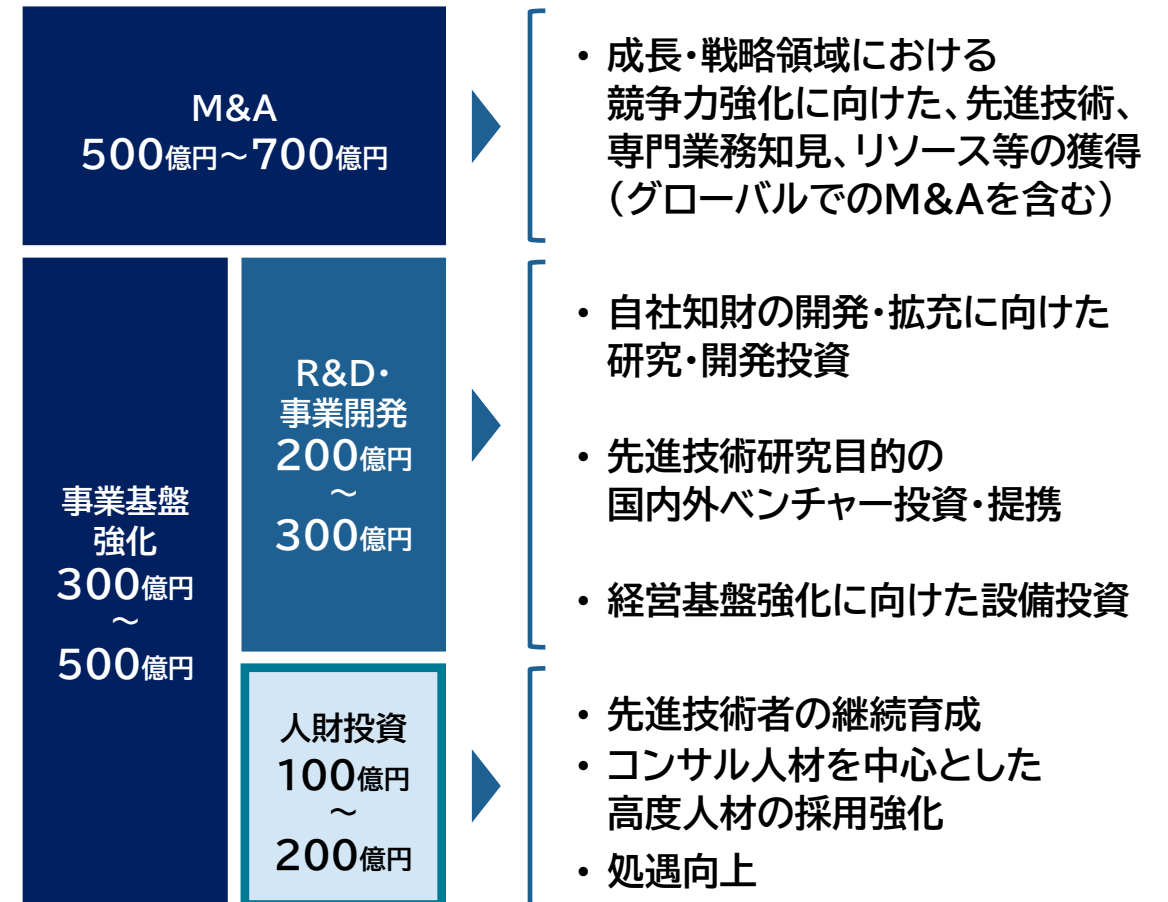 M&A
500億円～700億円
・ 成長・戦略領域における
競争力強化に向けた、先進技術、
専門業務知見、リソース等の獲得
（グローバルでのM&Aを含む）
事業基盤
強化
300億円
～
500億円
R&D・
事業開発
200億円
～
300億円
・ 自社知財の開発・拡充に向けた
研究・開発投資
・ 先進技術研究目的の
国内外ベンチャー投資・提携
・ 経営基盤強化に向けた設備投資
人財投資
100億円
～
200億円
・ 先進技術者の継続育成
・ コンサル人材を中心とした
高度人材の採用強化
・ 処遇向上